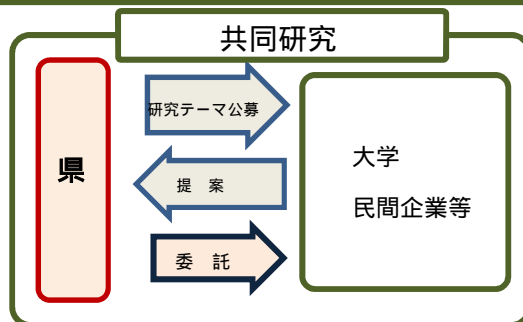 共同研究
県
研究テーマ公募
提　案
委　託
大学
民間企業等